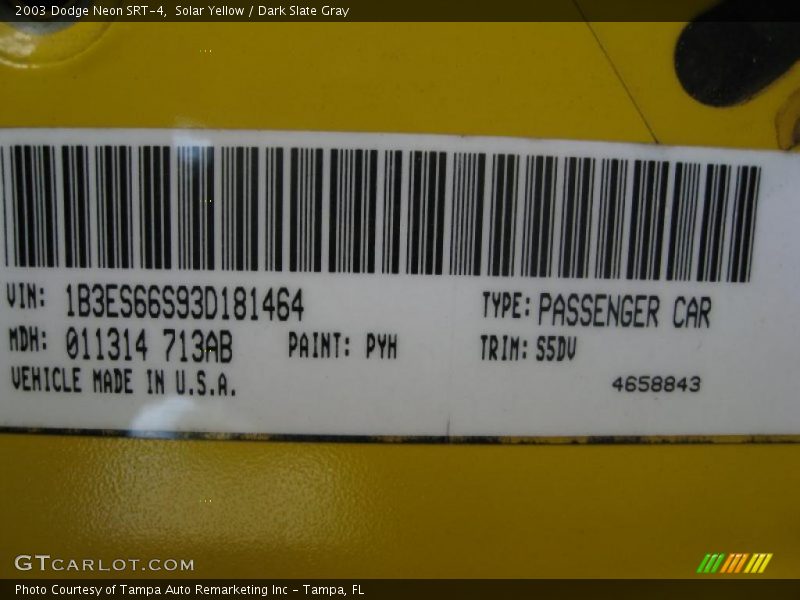 2003 Dodge Neon SRT-4,  Solar Yellow / Dark Slate Gray
VIN: 1B3ES66S93D181464 TYPE: PASSENGER CAR
MDH: 011314 713AB PAINT: PYH TRIM: S5DV
VEHICLE MADE IN U.S.A. 4658843
GTCARLOT.COM
Photo Courtesy of Tampa Auto Remarketing Inc - Tampa, FL